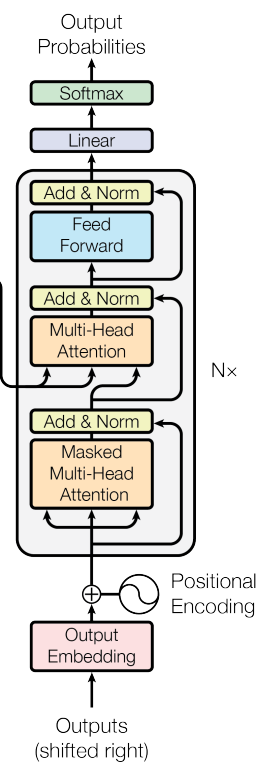 Output
Probabilities
Softmax
Linear
Add & Norm
Feed
Forward
Add & Norm
Multi-Head
Attention
N×
Add & Norm
Masked
Multi-Head
Attention
Positional
Encoding
Output
Embedding
Outputs
(shifted right)